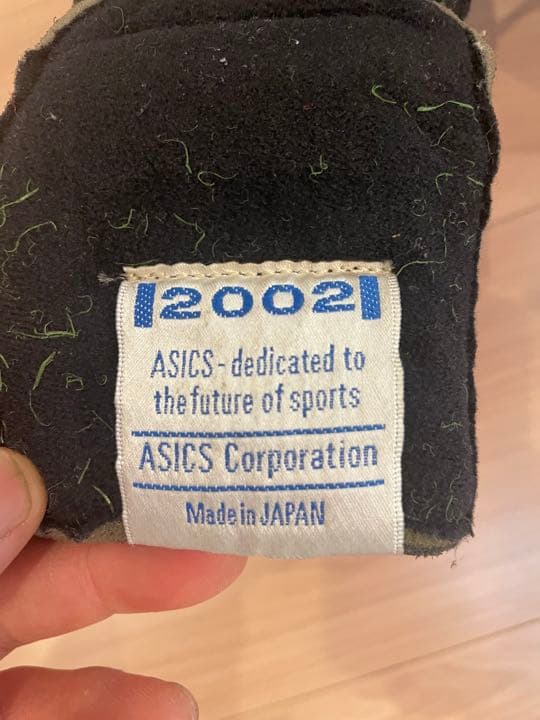 2002
ASICS-dedicated to
the future of sports
ASICS Corporation
Made in JAPAN